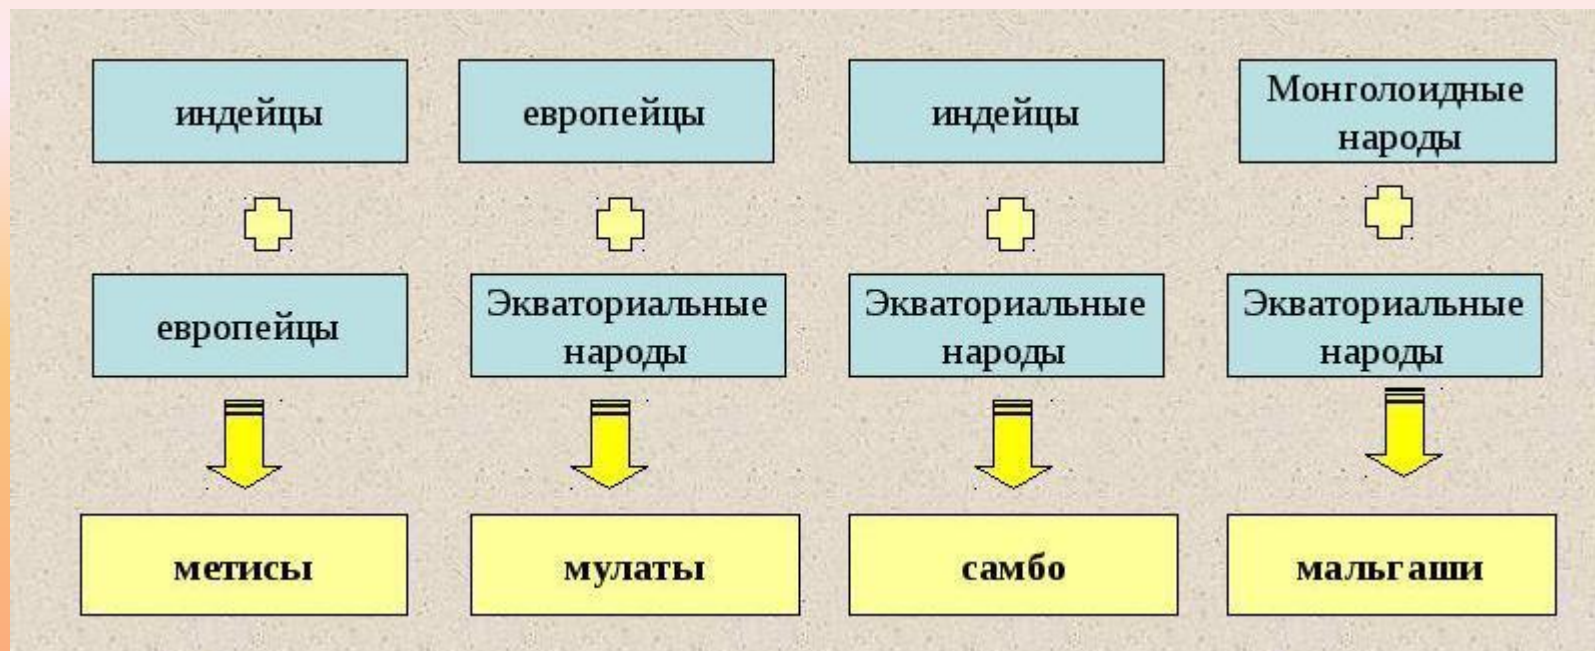 индейцы
европейцы
индейцы
Монголоидные
народы
европейцы
Экваториальные
народы
Экваториальные
народы
Экваториальные
народы
метисы
мулаты
самбо
мальгаши